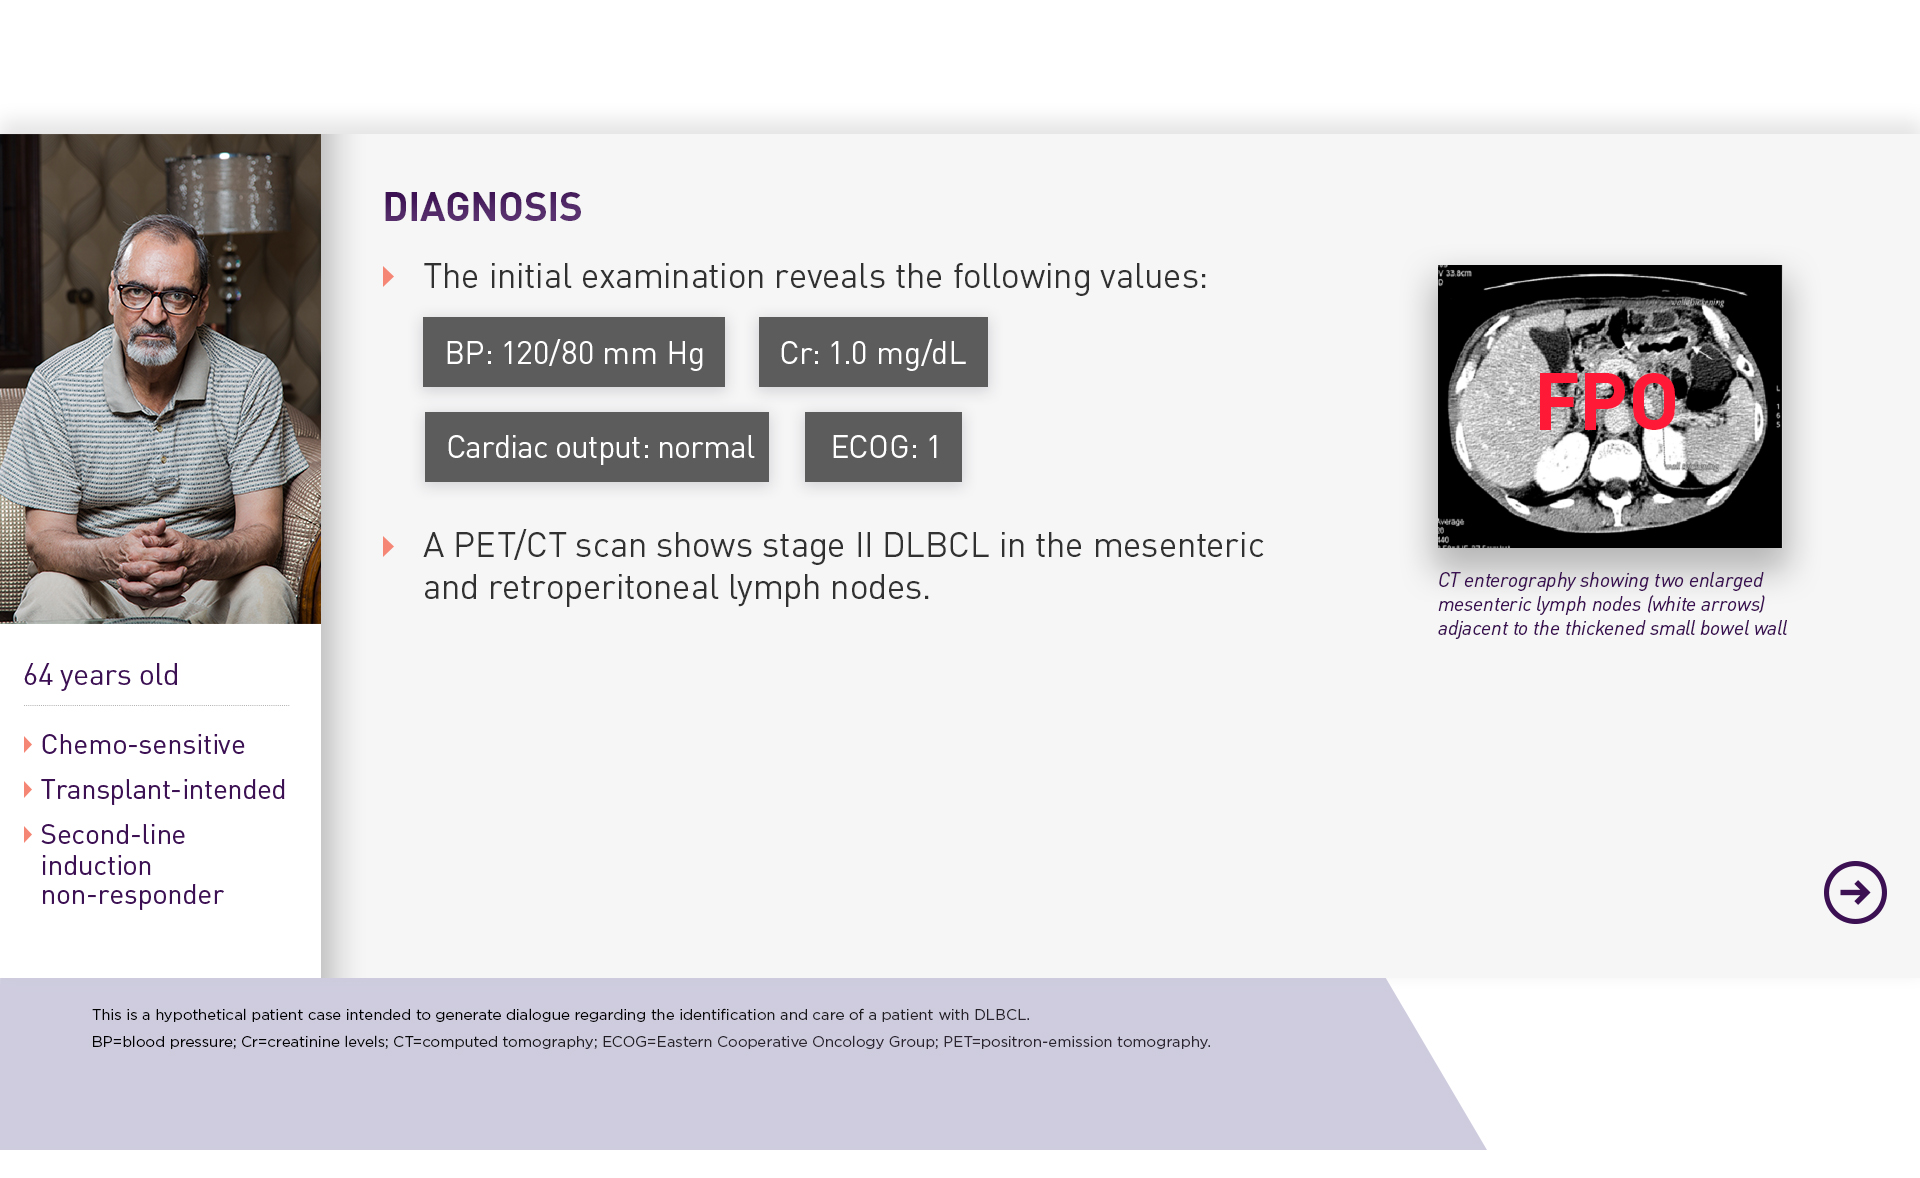 DIAGNOSIS
The initial examination reveals the following values:
BP: 120/80 mm Hg
Cr: 1.0 mg/dL
Cardiac output: normal
ECOG: 1
A PET/CT scan shows stage II DLBCL in the mesenteric
and retroperitoneal lymph nodes.
V 33.8cm
FPO
L
Average
CT enterography showing two enlarged
mesenteric lymph nodes (white arrows)
adjacent to the thickened small bowel wall
64 years old
Chemo-sensitive
Transplant-intended
Second-line
induction
non-responder
This is a hypothetical patient case intended to generate dialogue regarding the identification and care of a patient with DLBCL.
BP=blood pressure; Cr=creatinine levels; CT=computed tomography; ECOG=Eastern Cooperative Oncology Group; PET=positron-emission tomography.